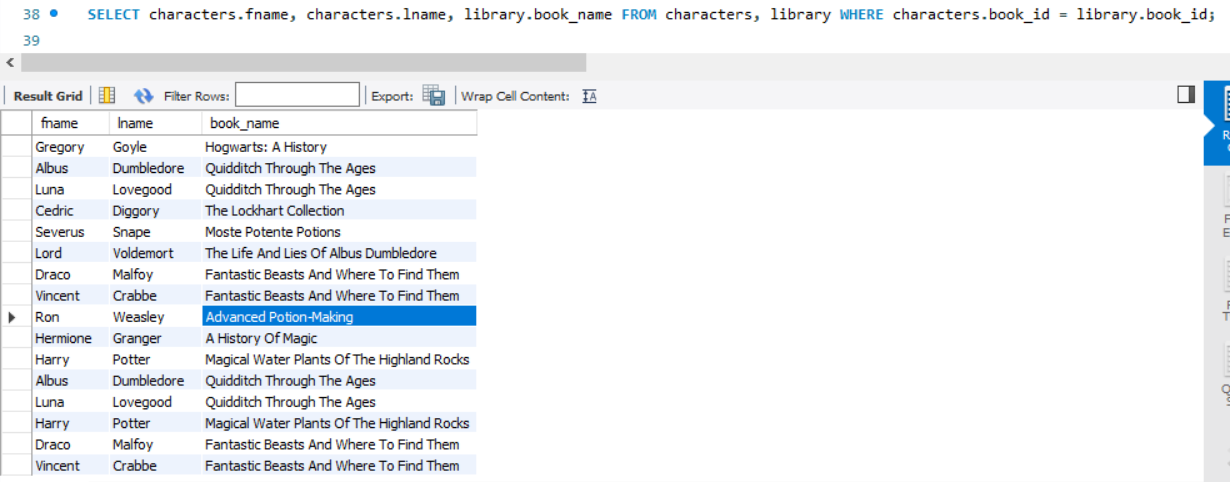 38 SELECT characters.fname, characters.lname, library.book_name FROM characters, library WHERE characters.book_id = library.book_id;
39
Result Grid Filter Rows: Export: Wrap Cell Content:
fname lname book_name
Gregory Goyle Hogwarts: A History
Albus Dumbledore Quidditch Through The Ages
Luna Lovegood Quidditch Through The Ages
Cedric Diggory The Lockhart Collection
Severus Snape Moste Potente Potions
Lord Voldemort The Life And Lies Of Albus Dumbledore
Draco Malfoy Fantastic Beasts And Where To Find Them
Vincent Crabbe Fantastic Beasts And Where To Find Them
Ron Weasley Advanced Potion-Making
Hermione Granger A History Of Magic
Harry Potter Magical Water Plants Of The Highland Rocks
Albus Dumbledore Quidditch Through The Ages
Luna Lovegood Quidditch Through The Ages
Harry Potter Magical Water Plants Of The Highland Rocks
Draco Malfoy Fantastic Beasts And Where To Find Them
Vincent Crabbe Fantastic Beasts And Where To Find Them